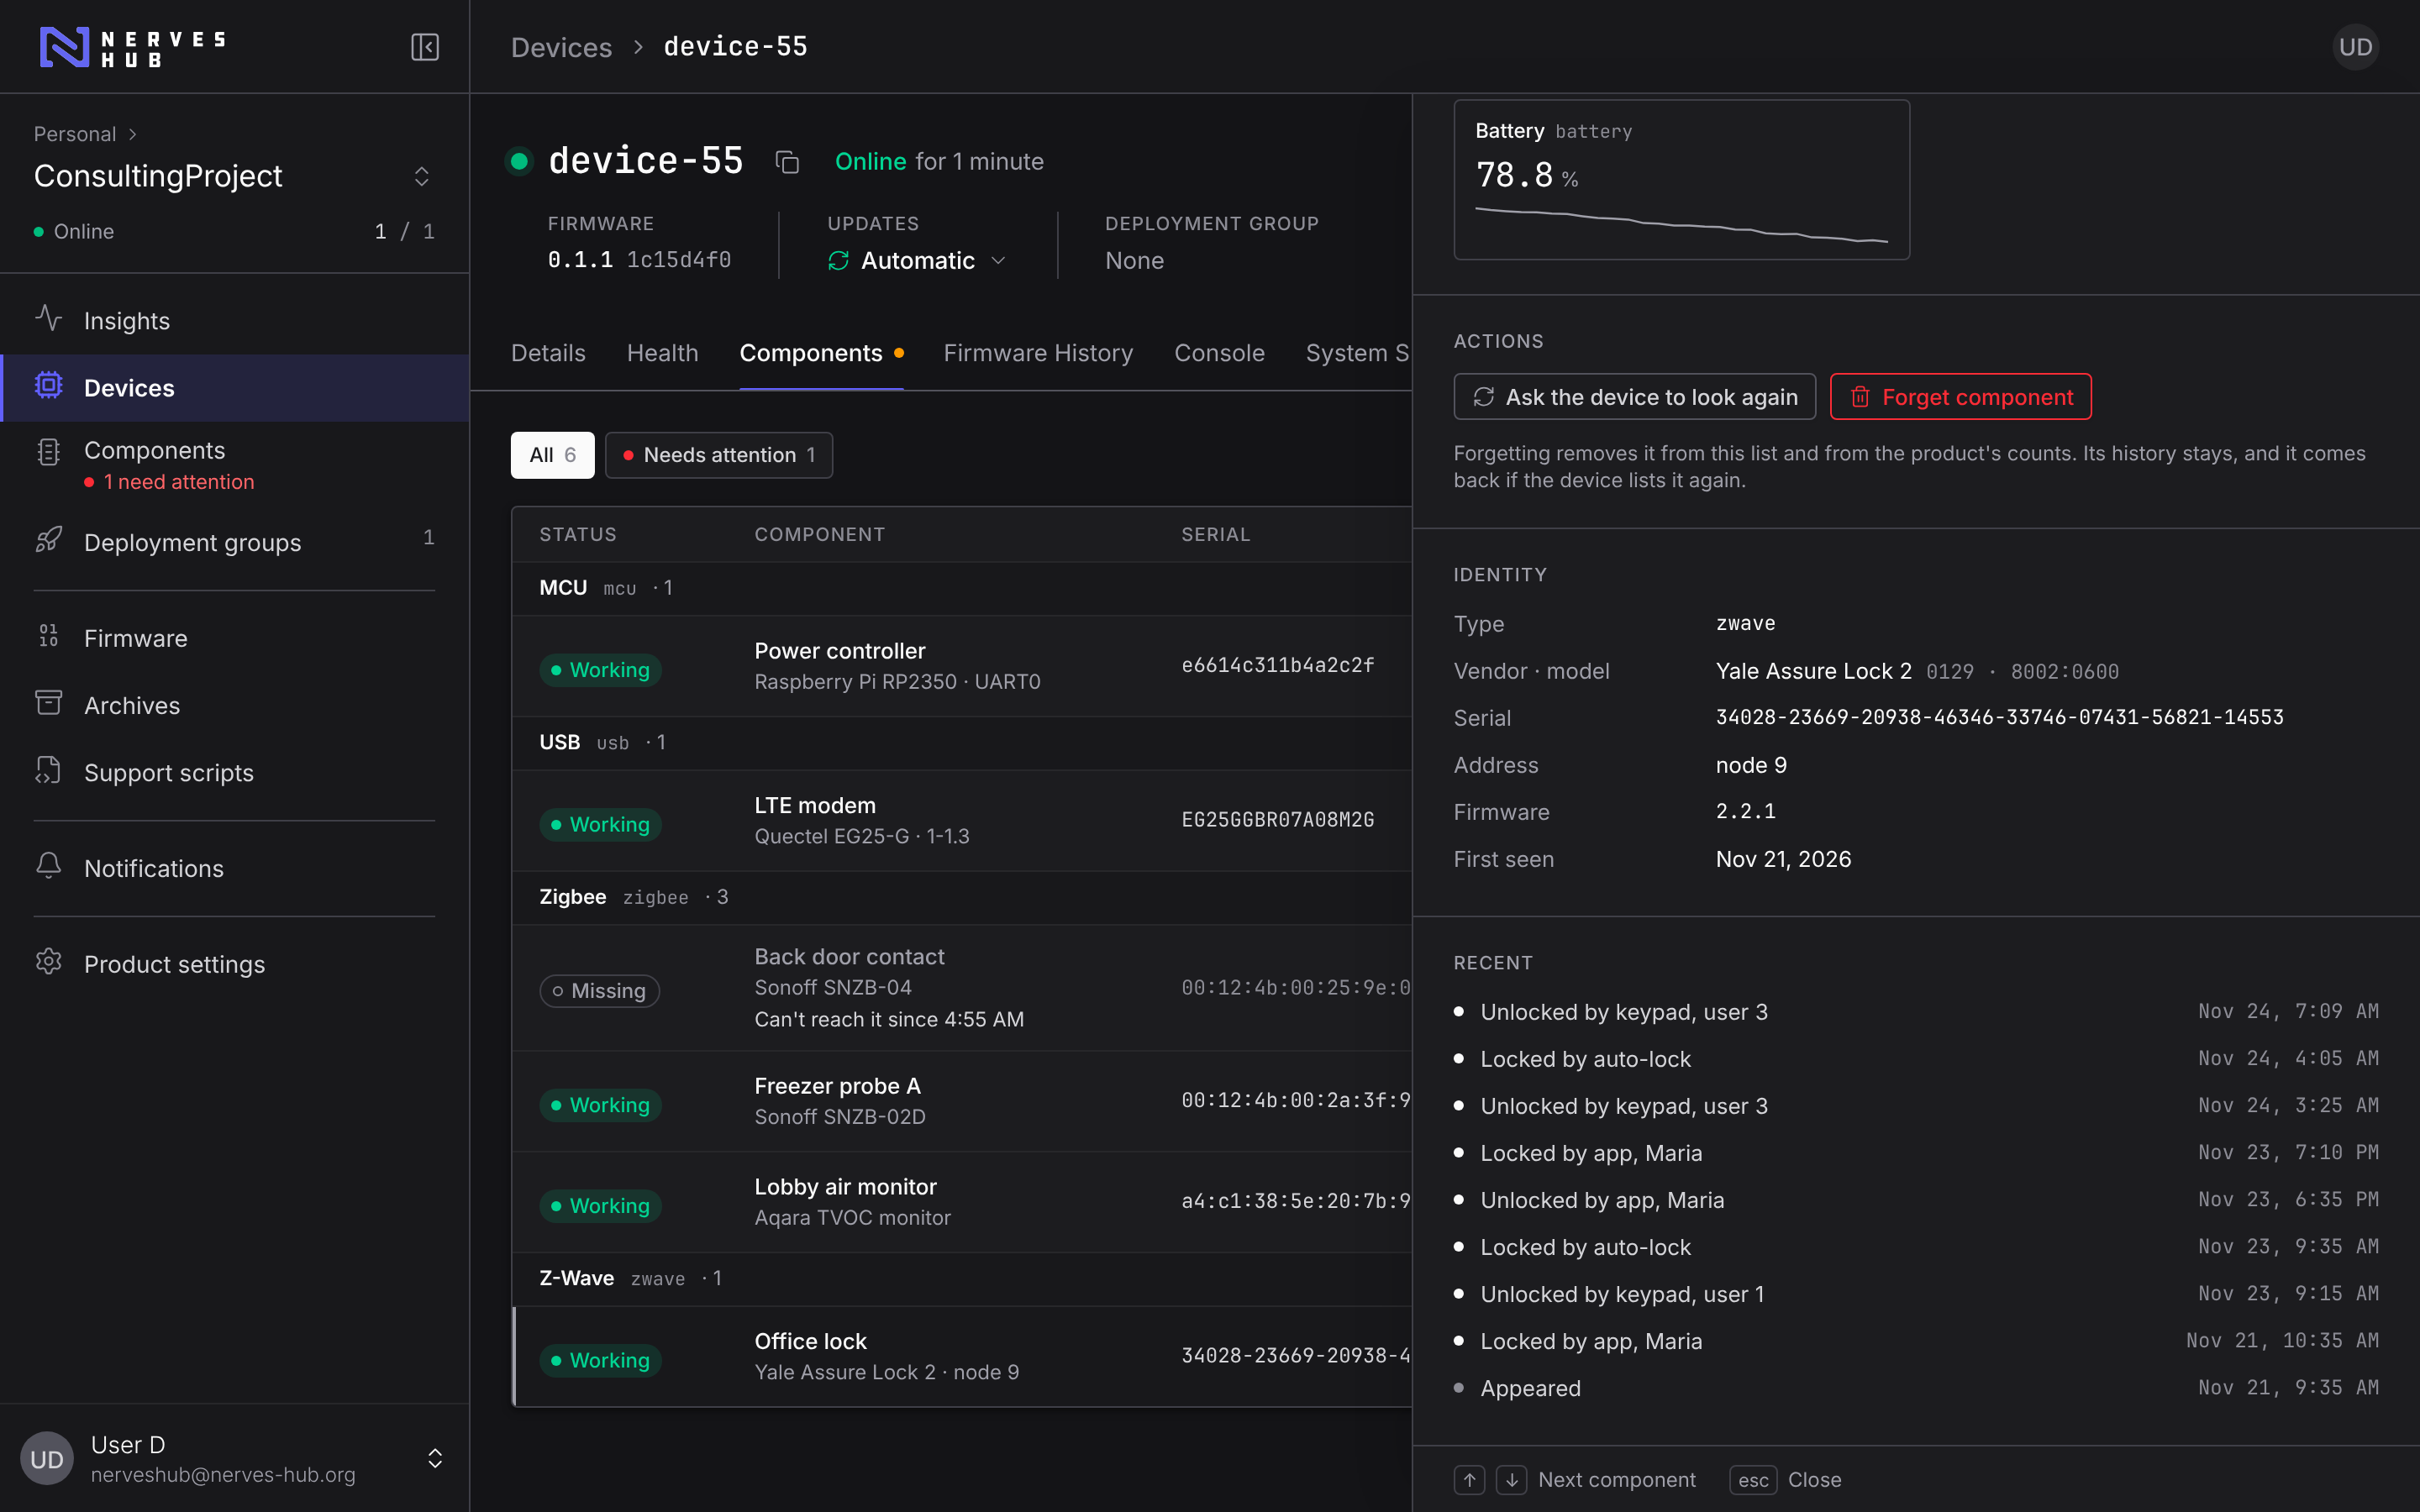 NERVES
HUB
Devices > device-55
UD
Personal >
ConsultingProject
Online 1 / 1
Insights
Devices
Components
1 need attention
Deployment groups 1
Firmware
Archives
Support scripts
Notifications
Product settings
User D
nerveshub@nerves-hub.org
UD
device-55 Online for 1 minute
FIRMWARE UPDATES DEPLOYMENT GROUP
0.1.1 1c15d4f0 Automatic None
Details Health Components Firmware History Console System S
All 6 Needs attention 1
STATUS COMPONENT SERIAL
MCU mcu · 1
Working Power controller e6614c311b4a2c2f
Raspberry Pi RP2350 · UART0
USB usb · 1
Working LTE modem EG25GGBR07A08M2G
Quectel EG25-G · 1-1.3
Zigbee zigbee · 3
Missing Back door contact 00:12:4b:00:25:9e:0
Sonoff SNZB-04
Can't reach it since 4:55 AM
Working Freezer probe A 00:12:4b:00:2a:3f:9
Sonoff SNZB-02D
Working Lobby air monitor a4:c1:38:5e:20:7b:9
Aqara TVOC monitor
Z-Wave zwave · 1
Working Office lock 34028-23669-20938-4
Yale Assure Lock 2 · node 9
Battery battery
78.8 %
ACTIONS
Ask the device to look again Forget component
Forgetting removes it from this list and from the product's counts. Its history stays, and it comes
back if the device lists it again.
IDENTITY
Type zwave
Vendor · model Yale Assure Lock 2 0129 · 8002:0600
Serial 34028-23669-20938-46346-33746-07431-56821-14553
Address node 9
Firmware 2.2.1
First seen Nov 21, 2026
RECENT
Unlocked by keypad, user 3 Nov 24, 7:09 AM
Locked by auto-lock Nov 24, 4:05 AM
Unlocked by keypad, user 3 Nov 24, 3:25 AM
Locked by app, Maria Nov 23, 7:10 PM
Unlocked by app, Maria Nov 23, 6:35 PM
Locked by auto-lock Nov 23, 9:35 AM
Unlocked by keypad, user 1 Nov 23, 9:15 AM
Locked by app, Maria Nov 21, 10:35 AM
Appeared Nov 21, 9:35 AM
↑ ↓ Next component esc Close